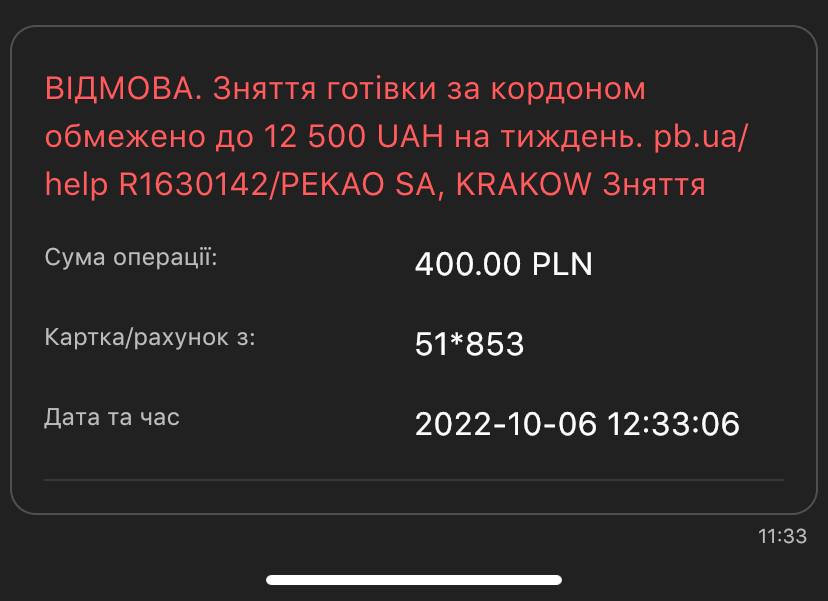 ВІДМОВА. Зняття готівки за кордоном
обмежено до 12 500 UAH на тиждень. pb.ua/
help R1630142/PEKAO SA, KRAKOW Зняття
Сума операції: 400.00 PLN
Картка/рахунок з: 51*853
Дата та час 2022-10-06 12:33:06
11:33